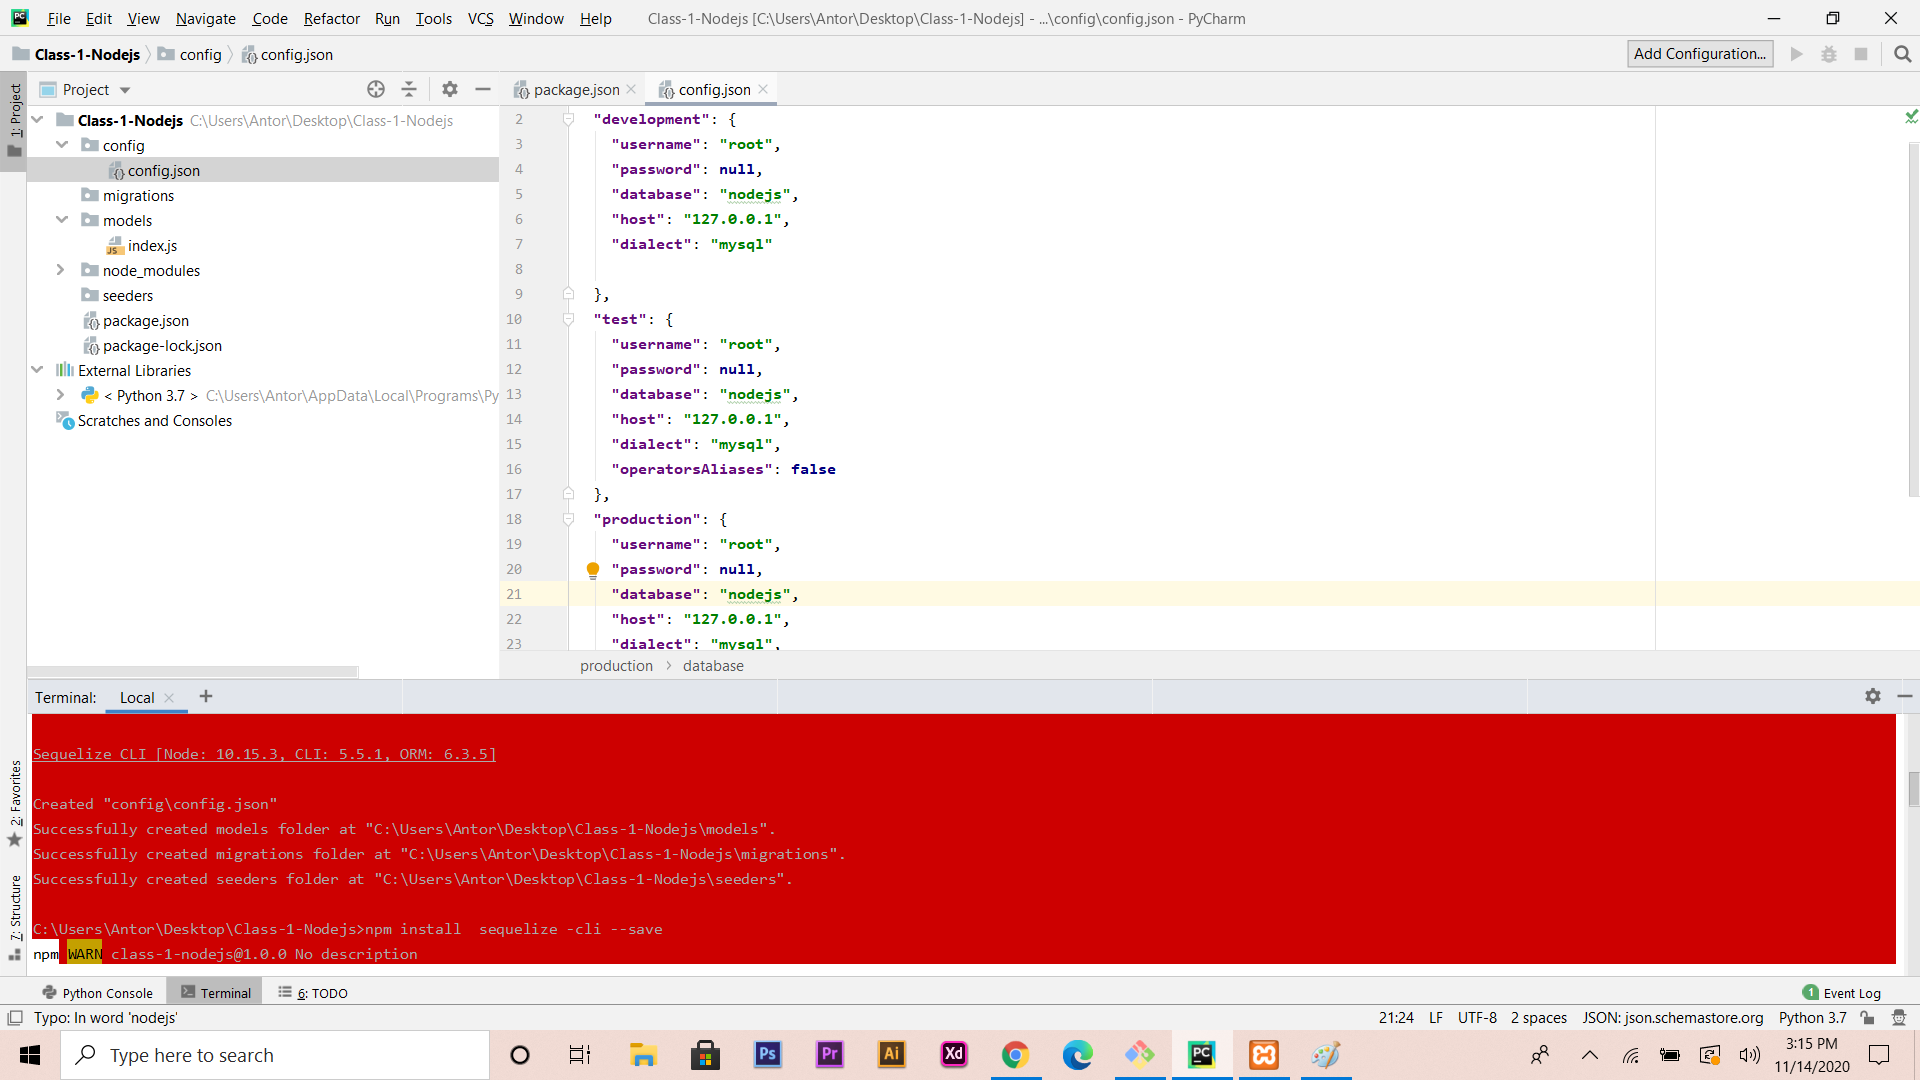 File Edit View Navigate Code Refactor Run Tools VCS Window Help Class-1-Nodejs [C:\Users\Antor\Desktop\Class-1-Nodejs] - ...\config\config.json - PyCharm
Class-1-Nodejs config config.json Add Configuration...
1: Project
Project
package.json config.json
Class-1-Nodejs C:\Users\Antor\Desktop\Class-1-Nodejs
config
config.json
migrations
models
index.js
node_modules
seeders
package.json
package-lock.json
External Libraries
< Python 3.7 > C:\Users\Antor\AppData\Local\Programs\Py
Scratches and Consoles
2 "development": {
3 "username": "root",
4 "password": null,
5 "database": "nodejs",
6 "host": "127.0.0.1",
7 "dialect": "mysql"
8
9 },
10 "test": {
11 "username": "root",
12 "password": null,
13 "database": "nodejs",
14 "host": "127.0.0.1",
15 "dialect": "mysql",
16 "operatorsAliases": false
17 },
18 "production": {
19 "username": "root",
20 "password": null,
21 "database": "nodejs",
22 "host": "127.0.0.1",
23 "dialect": "mysql",
production > database
Terminal: Local
2: Favorites
Z: Structure
Sequelize CLI [Node: 10.15.3, CLI: 5.5.1, ORM: 6.3.5]
Created "config\config.json"
Successfully created models folder at "C:\Users\Antor\Desktop\Class-1-Nodejs\models".
Successfully created migrations folder at "C:\Users\Antor\Desktop\Class-1-Nodejs\migrations".
Successfully created seeders folder at "C:\Users\Antor\Desktop\Class-1-Nodejs\seeders".
C:\Users\Antor\Desktop\Class-1-Nodejs>npm install  sequelize -cli --save
npm WARN class-1-nodejs@1.0.0 No description
Python Console Terminal 6: TODO 1 Event Log
Typo: In word 'nodejs' 21:24 LF UTF-8 2 spaces JSON: json.schemastore.org Python 3.7
Type here to search
Ps Pr Ai Xd PC
3:15 PM
11/14/2020